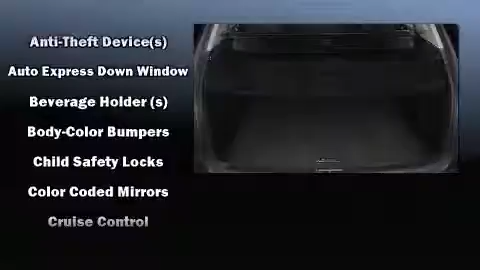 Anti-Theft Device(s)
Auto Express Down Window
Beverage Holder (s)
Body-Color Bumpers
Child Safety Locks
Color Coded Mirrors
Cruise Control